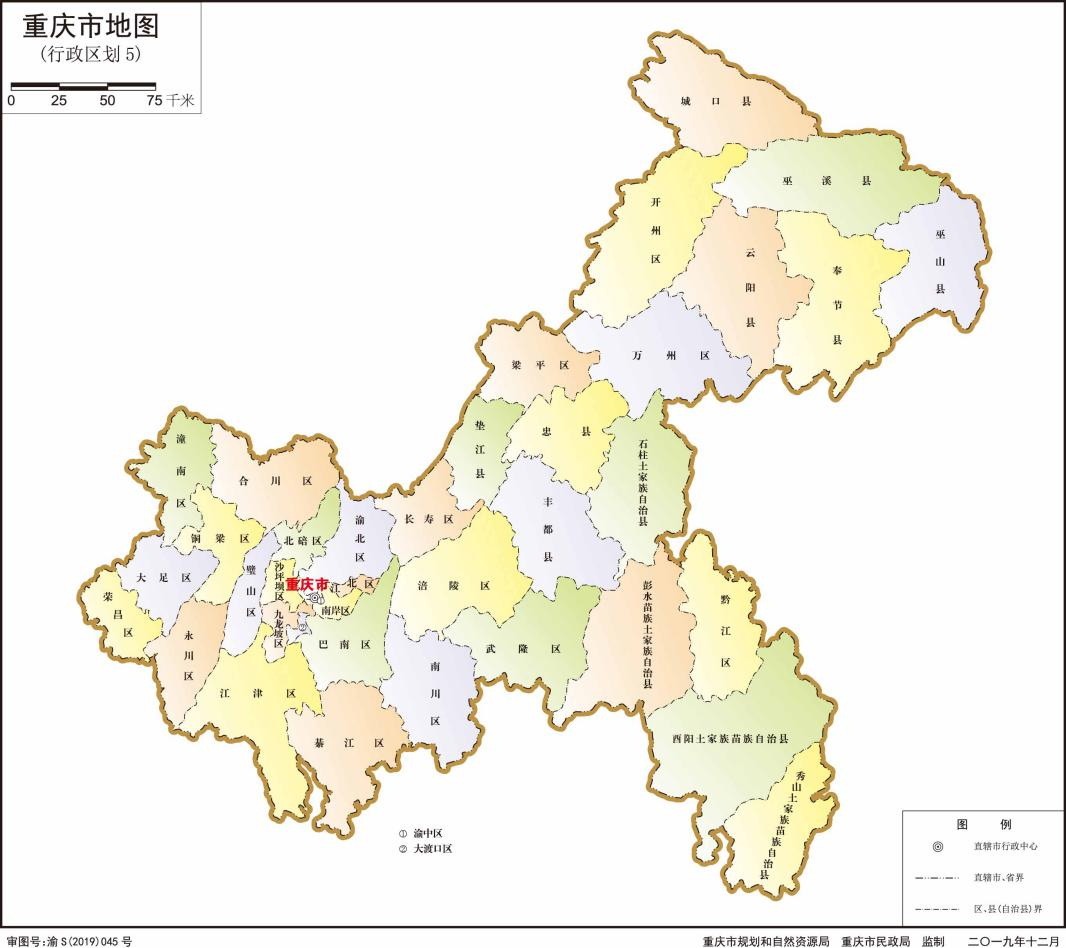 重庆市地图
(行政区划 5)
0 25 50 75 千米
城口县
巫溪县
开州区
巫山县
云阳县
奉节县
万州区
梁平区
垫江县
忠县
石柱土家族自治县
潼南区
合川区
丰都县
长寿区
渝北区
铜梁区
北碚区
大足区
璧山区
沙坪坝区
重庆市
江北区
涪陵区
彭水苗族土家族自治县
黔江区
荣昌区
南岸区
①
②
九龙坡区
永川区
巴南区
武隆区
南川区
江津区
綦江区
酉阳土家族苗族自治县
秀山土家族苗族自治县
① 渝中区
② 大渡口区
图例
直辖市行政中心
直辖市、省界
区、县(自治县)界
审图号:渝 S(2019)045 号
重庆市规划和自然资源局 重庆市民政局 监制 二〇一九年十二月